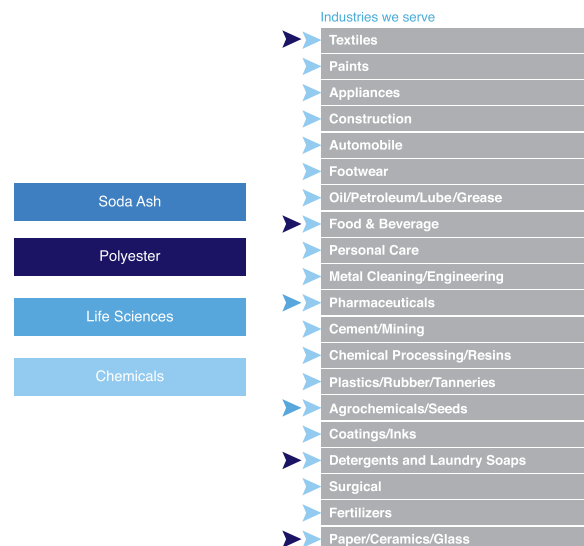 Industries we serve
Textiles
Paints
Appliances
Construction
Automobile
Footwear
Oil/Petroleum/Lube/Grease
Food & Beverage
Personal Care
Metal Cleaning/Engineering
Pharmaceuticals
Cement/Mining
Chemical Processing/Resins
Plastics/Rubber/Tanneries
Agrochemicals/Seeds
Coatings/Inks
Detergents and Laundry Soaps
Surgical
Fertilizers
Paper/Ceramics/Glass
Soda Ash
Polyester
Life Sciences
Chemicals